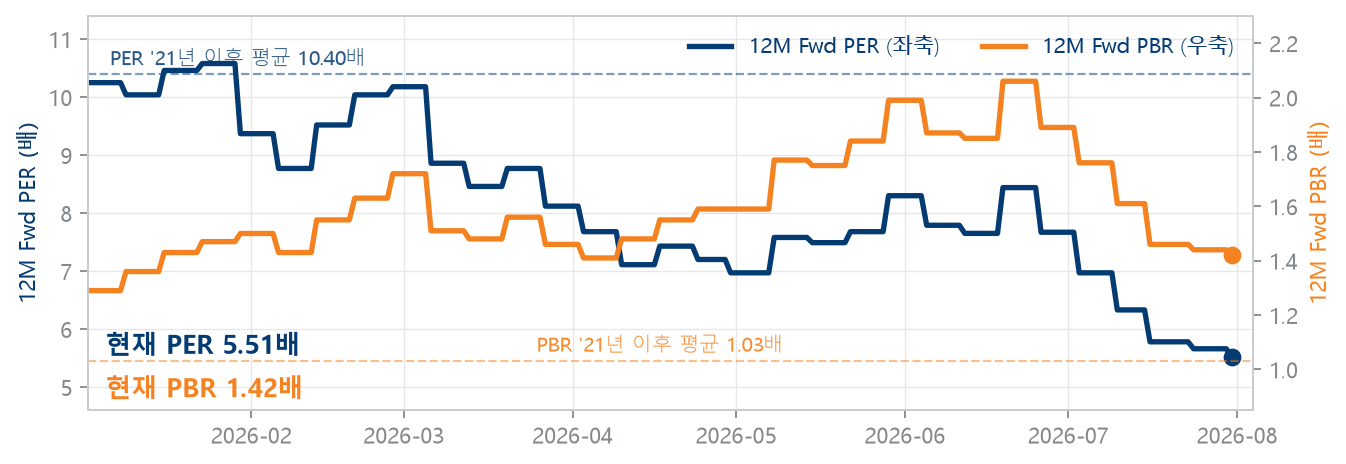 PER '21년 이후 평균 10.40배
12M Fwd PER (좌축)
12M Fwd PBR (우축)
12M Fwd PER (배)
11
10
9
8
7
6
5
2.2
2.0
1.8
1.6
1.4
1.2
1.0
12M Fwd PBR (배)
현재 PER 5.51배
PBR '21년 이후 평균 1.03배
현재 PBR 1.42배
2026-02
2026-03
2026-04
2026-05
2026-06
2026-07
2026-08